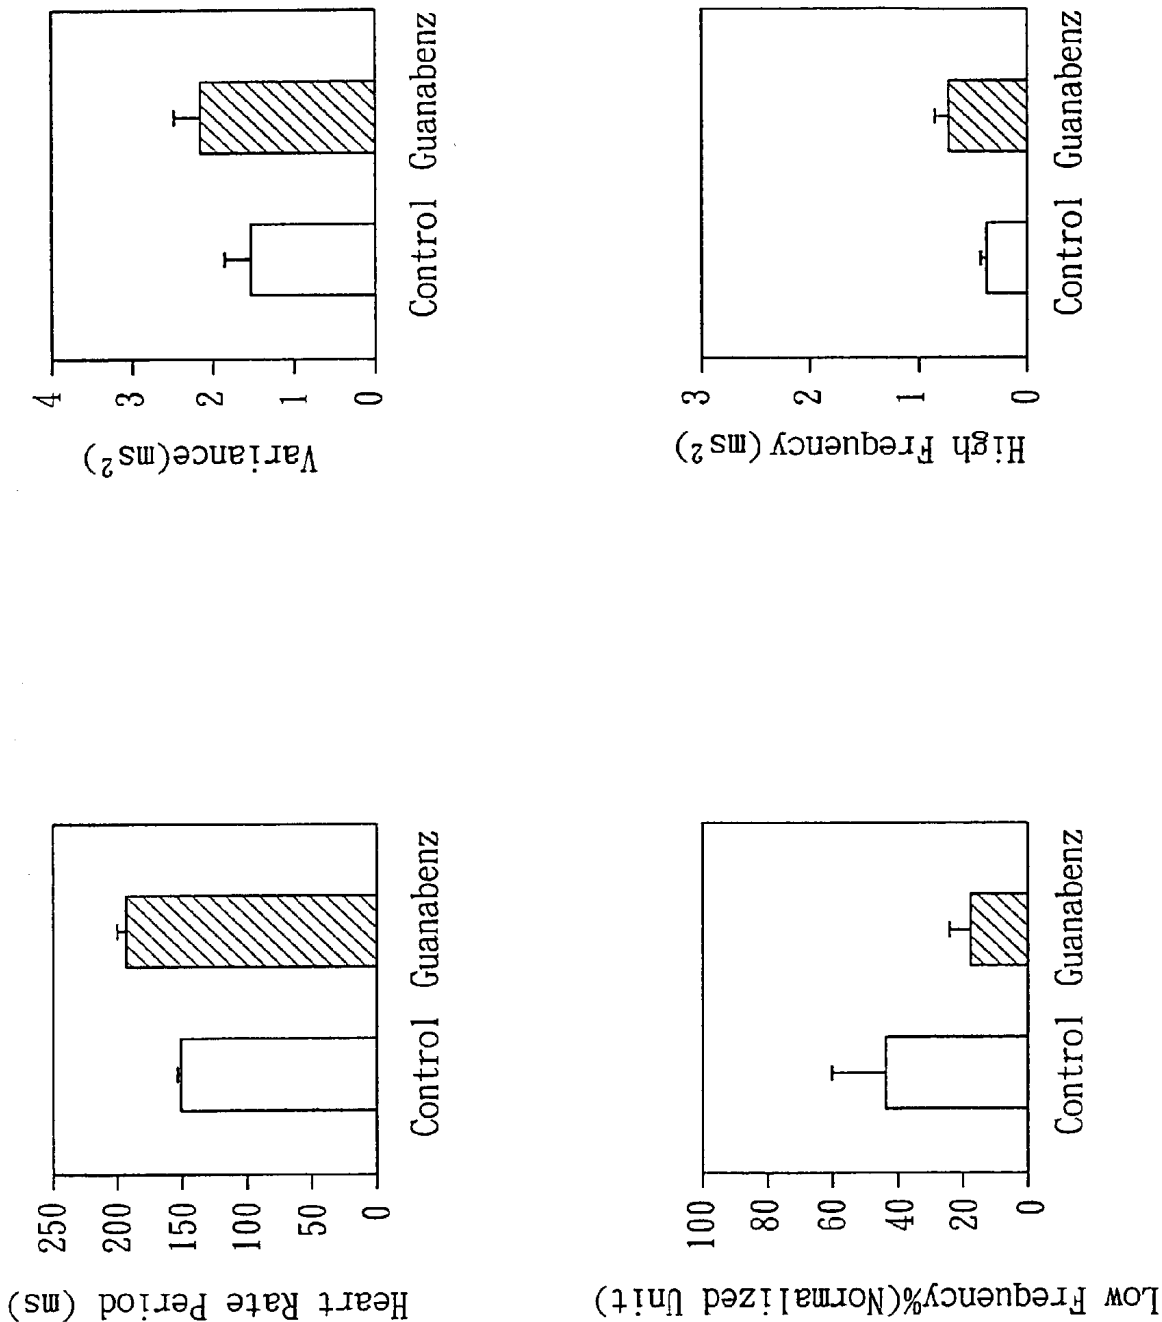 Heart Rate Period (ms)
250
200
150
100
50
0
Control Guanabenz
Variance(ms²)
4
3
2
1
0
Control Guanabenz
Low Frequency%(Normalized Unit)
100
80
60
40
20
0
Control Guanabenz
High Frequency(ms²)
3
2
1
0
Control Guanabenz